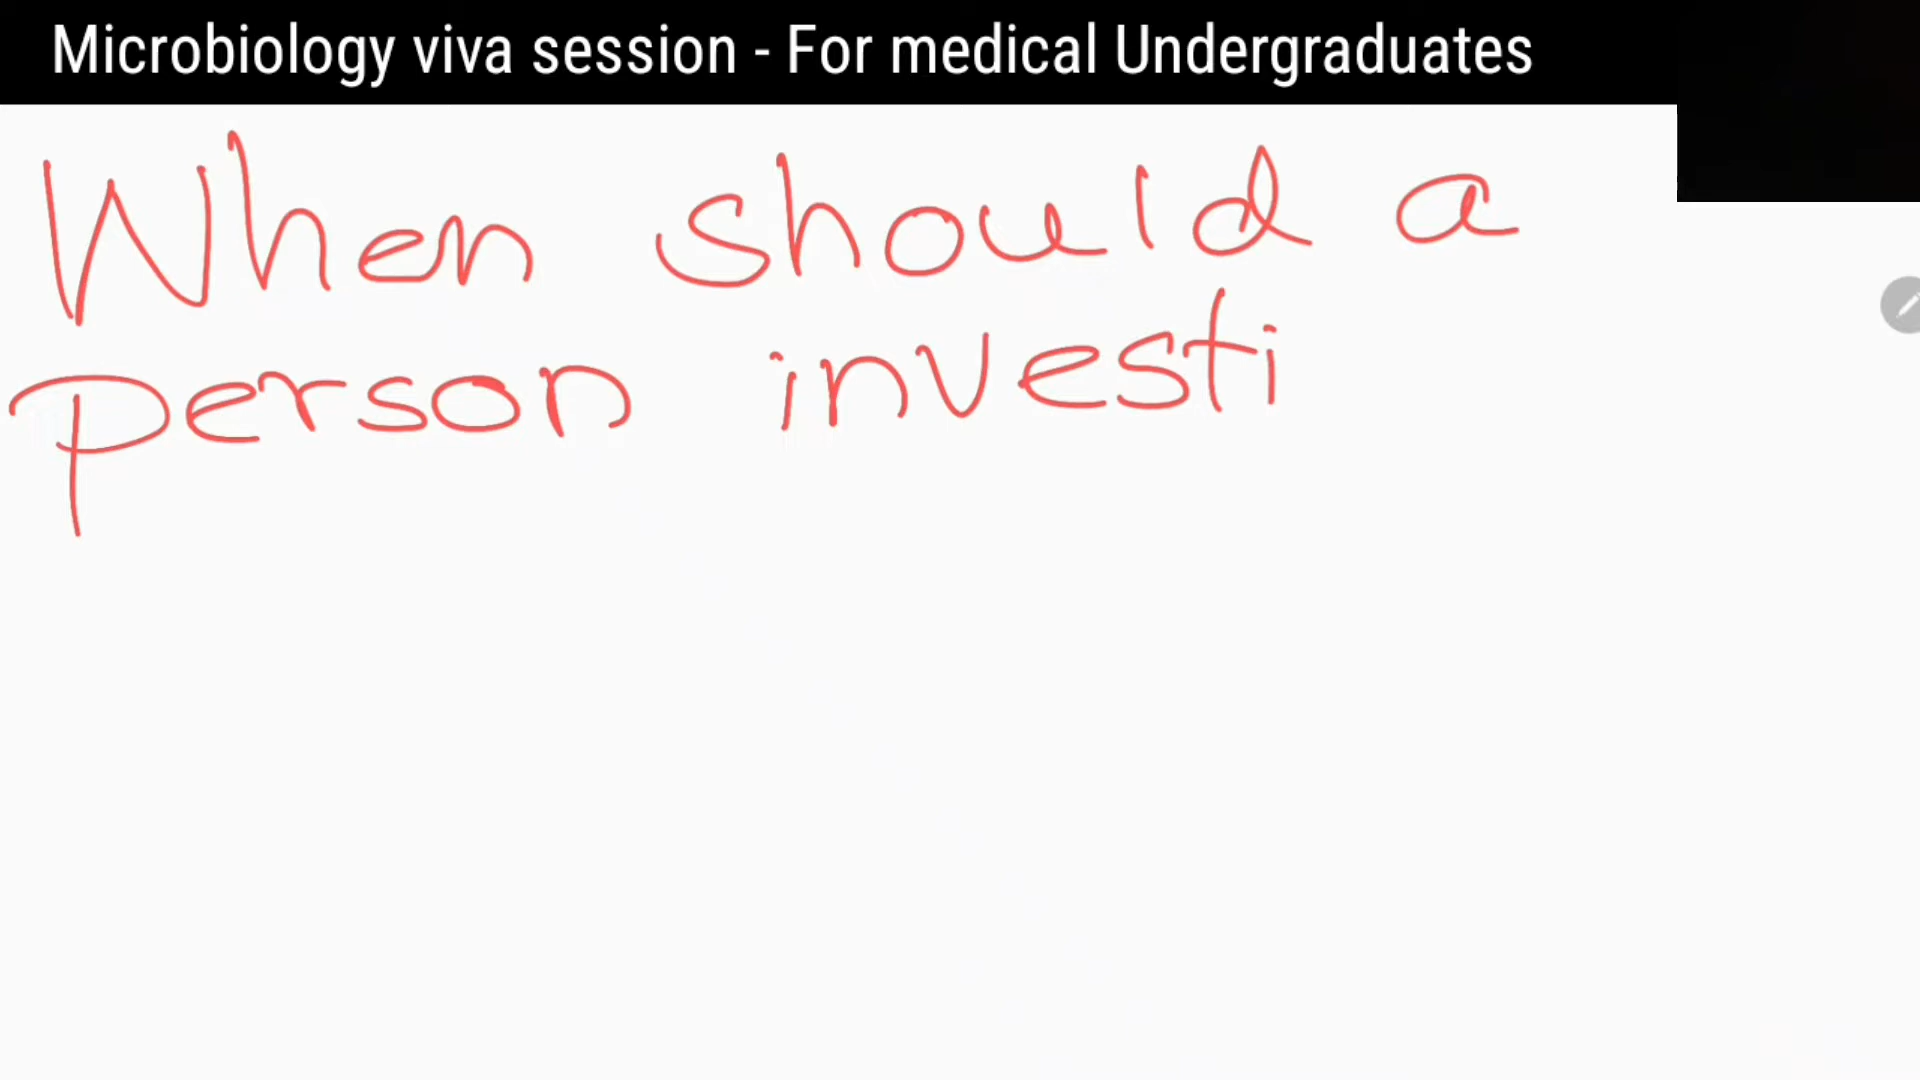 Microbiology viva session - For medical Undergraduates
When should a
person investi